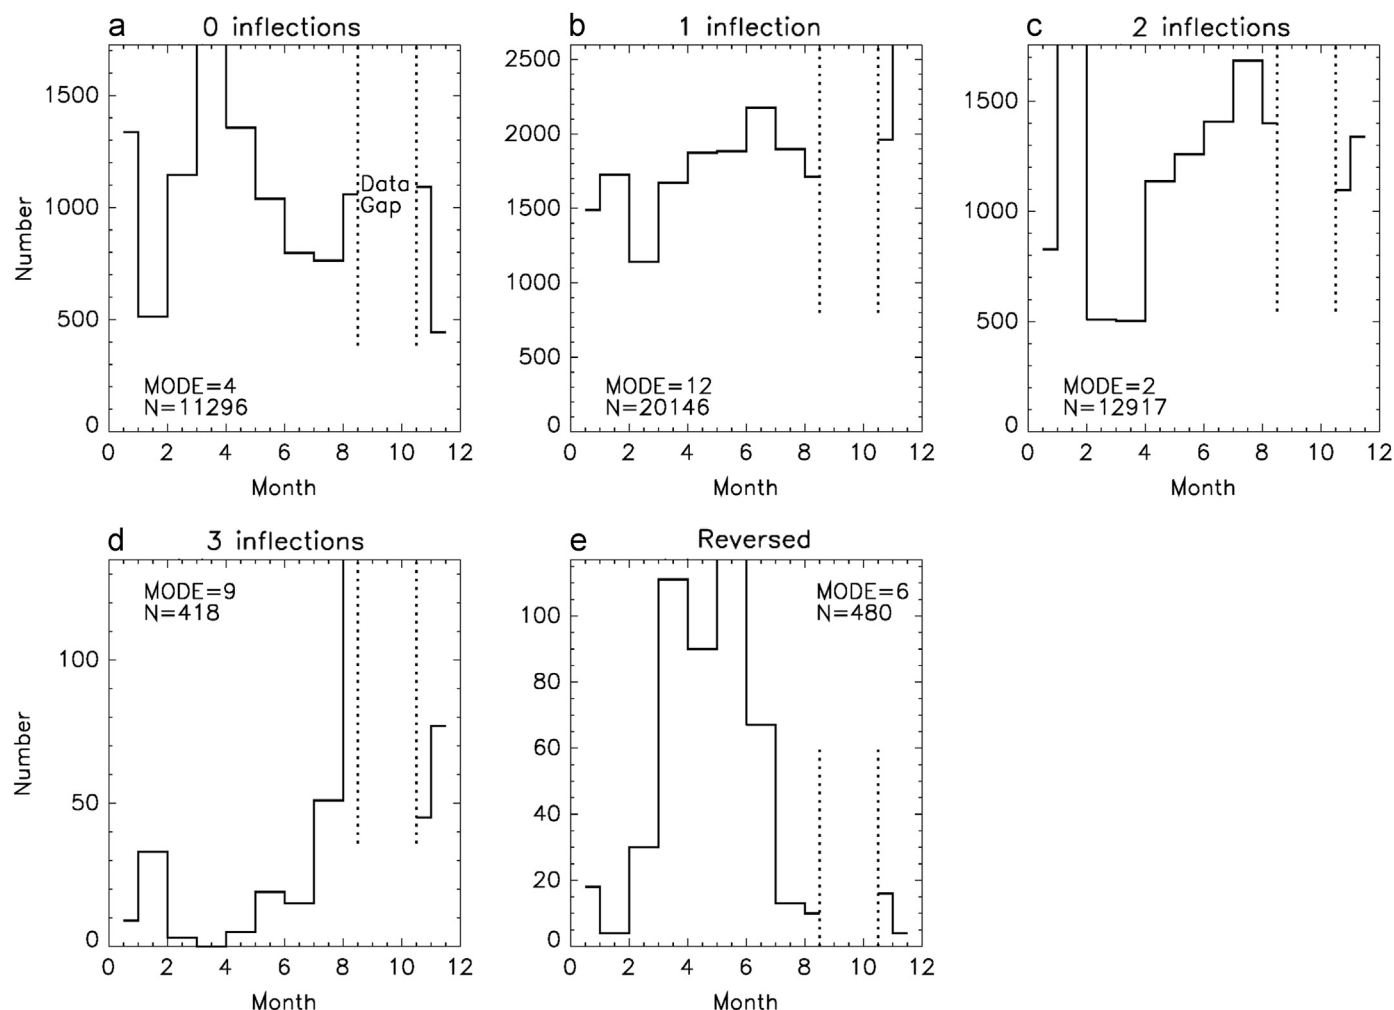 a
0 inflections
Number
1500
1000
500
0
Data
Gap
MODE=4
N=11296
0 2 4 6 8 10 12
Month
b
1 inflection
2500
2000
1500
1000
500
0
MODE=12
N=20146
0 2 4 6 8 10 12
Month
c
2 inflections
1500
1000
500
0
MODE=2
N=12917
0 2 4 6 8 10 12
Month
d
3 inflections
Number
MODE=9
N=418
100
50
0
0 2 4 6 8 10 12
Month
e
Reversed
MODE=6
N=480
100
80
60
40
20
0
0 2 4 6 8 10 12
Month